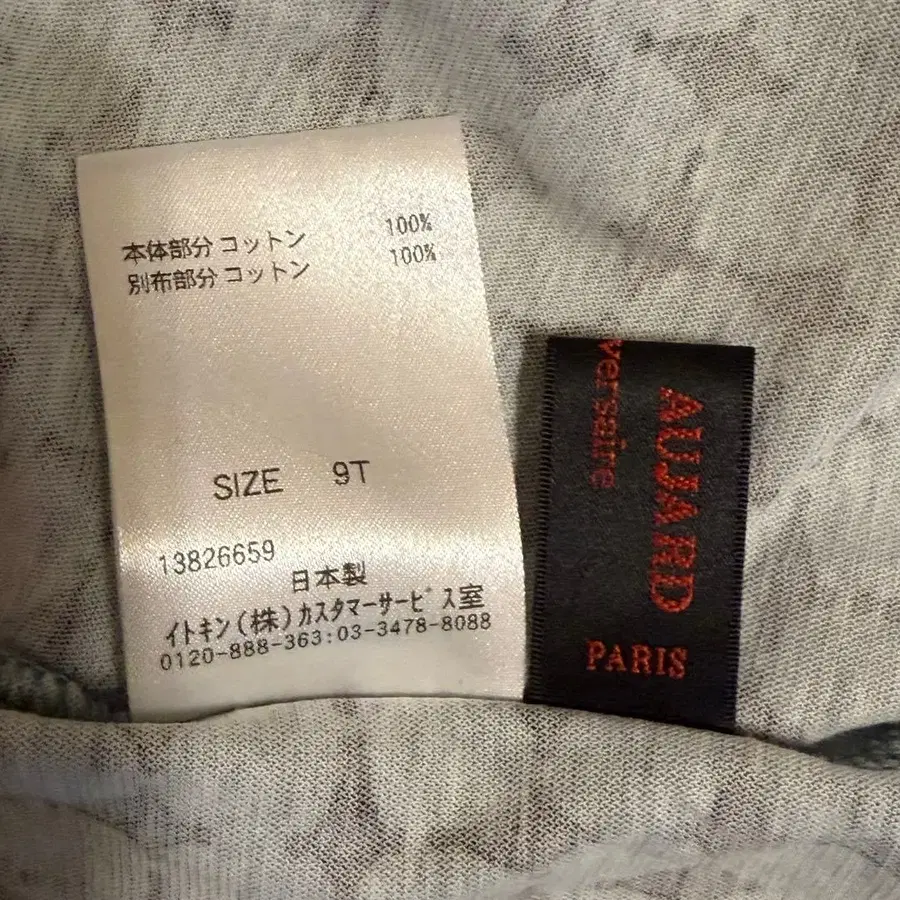 本体部分 コットン 100%
別布部分 コットン 100%
SIZE 9T
13826659
日本製
イトキン(株)カスタマーサービス室
0120-888-363:03-3478-8088
AUJARD
PARIS